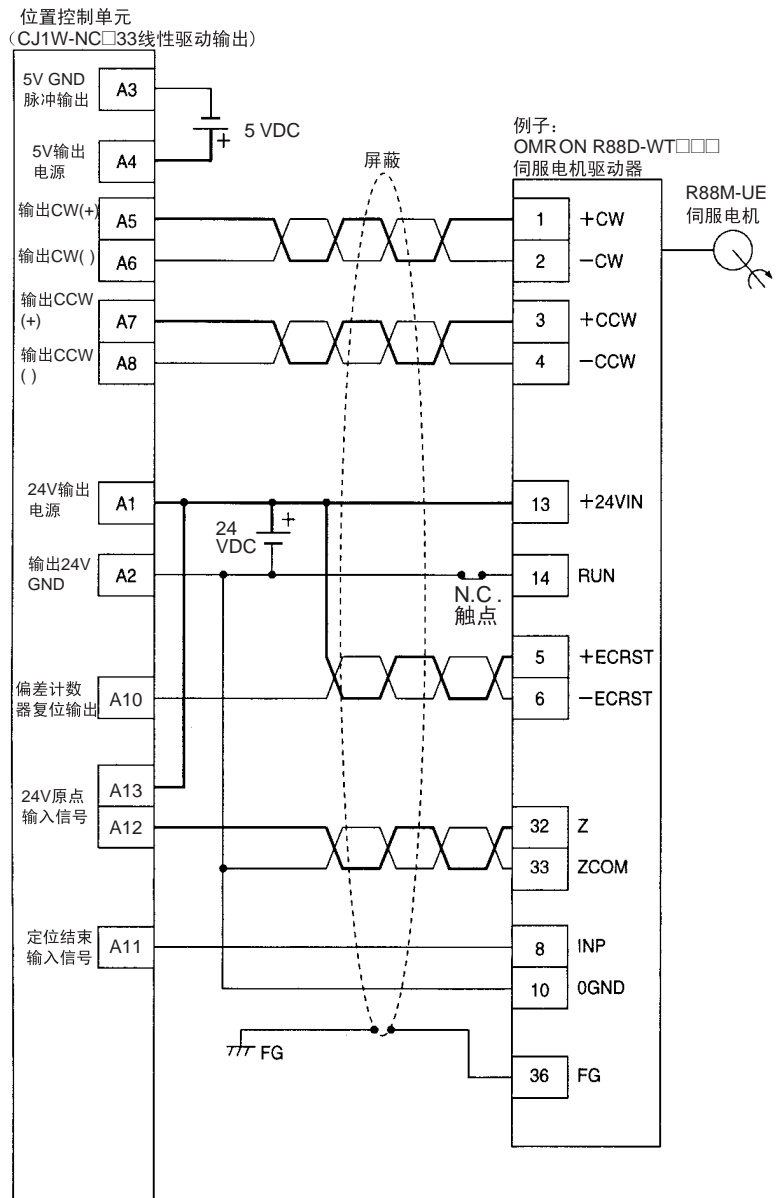 位置控制单元
（CJ1W-NC□33线性驱动输出）
5V GND
脉冲输出
A3
5 VDC
5V输出
电源
A4
屏蔽
例子：
OMRON R88D-WT□□□
伺服电机驱动器
R88M-UE
伺服电机
输出CW(+)
A5
1
+CW
输出CW( )
A6
2
−CW
输出CCW
(+)
A7
3
+CCW
输出CCW
( )
A8
4
−CCW
24V输出
电源
A1
13
+24VIN
24
VDC
输出24V
GND
A2
N.C.
触点
14
RUN
5
+ECRST
偏差计数
器复位输出
A10
6
−ECRST
A13
24V原点
输入信号
A12
32
Z
33
ZCOM
定位结束
输入信号
A11
8
INP
10
0GND
FG
36
FG